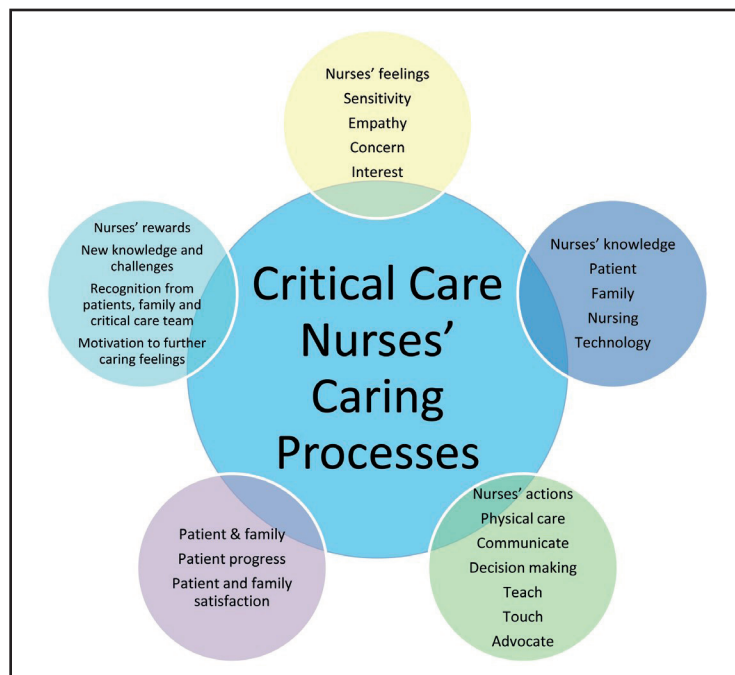 Nurses' feelings
Sensitivity
Empathy
Concern
Interest
Nurses' knowledge
Patient
Family
Nursing
Technology
Nurses' actions
Physical care
Communicate
Decision making
Teach
Touch
Advocate
Patient & family
Patient progress
Patient and family
satisfaction
Nurses' rewards
New knowledge and
challenges
Recognition from
patients, family and
critical care team
Motivation to further
caring feelings
Critical Care
Nurses'
Caring
Processes